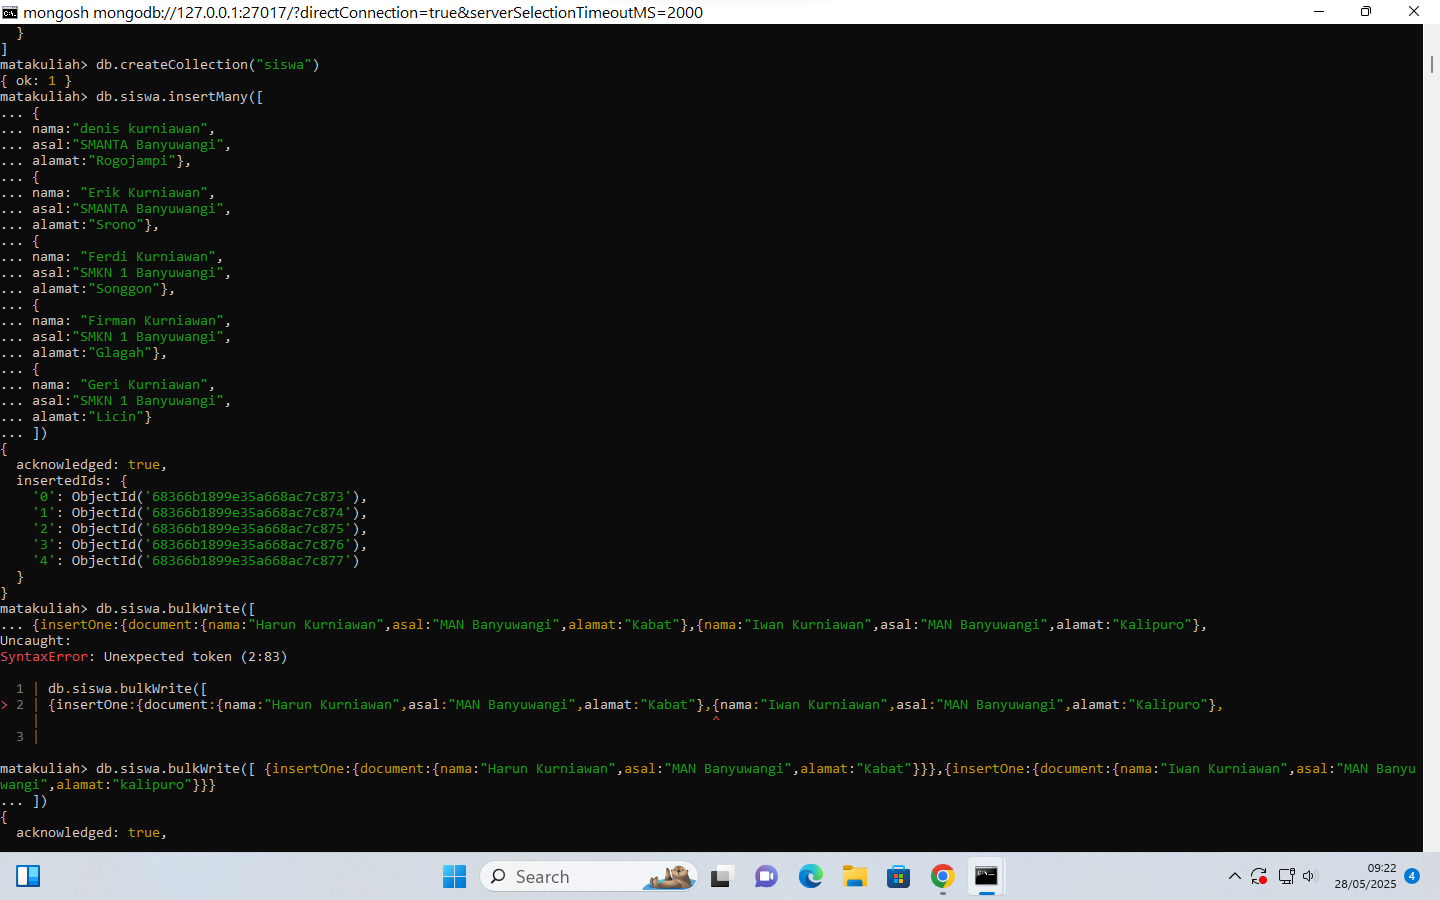 mongosh mongodb://127.0.0.1:27017/?directConnection=true&serverSelectionTimeoutMS=2000
  }
]
matakuliah> db.createCollection("siswa")
{ ok: 1 }
matakuliah> db.siswa.insertMany([
... {
... nama:"denis kurniawan",
... asal:"SMANTA Banyuwangi",
... alamat:"Rogojampi"},
... {
... nama: "Erik Kurniawan",
... asal:"SMANTA Banyuwangi",
... alamat:"Srono"},
... {
... nama: "Ferdi Kurniawan",
... asal:"SMKN 1 Banyuwangi",
... alamat:"Songgon"},
... {
... nama: "Firman Kurniawan",
... asal:"SMKN 1 Banyuwangi",
... alamat:"Glagah"},
... {
... nama: "Geri Kurniawan",
... asal:"SMKN 1 Banyuwangi",
... alamat:"Licin"}
... ])
{
  acknowledged: true,
  insertedIds: {
    '0': ObjectId('68366b1899e35a668ac7c873'),
    '1': ObjectId('68366b1899e35a668ac7c874'),
    '2': ObjectId('68366b1899e35a668ac7c875'),
    '3': ObjectId('68366b1899e35a668ac7c876'),
    '4': ObjectId('68366b1899e35a668ac7c877')
  }
}
matakuliah> db.siswa.bulkWrite([
... {insertOne:{document:{nama:"Harun Kurniawan",asal:"MAN Banyuwangi",alamat:"Kabat"},{nama:"Iwan Kurniawan",asal:"MAN Banyuwangi",alamat:"Kalipuro"},
Uncaught:
SyntaxError: Unexpected token (2:83)
  1 | db.siswa.bulkWrite([
> 2 | {insertOne:{document:{nama:"Harun Kurniawan",asal:"MAN Banyuwangi",alamat:"Kabat"},{nama:"Iwan Kurniawan",asal:"MAN Banyuwangi",alamat:"Kalipuro"},
    |                                                                                    ^
  3 |
matakuliah> db.siswa.bulkWrite([ {insertOne:{document:{nama:"Harun Kurniawan",asal:"MAN Banyuwangi",alamat:"Kabat"}}},{insertOne:{document:{nama:"Iwan Kurniawan",asal:"MAN Banyu
wangi",alamat:"kalipuro"}}}
... ])
{
  acknowledged: true,
Search
09:22
28/05/2025
4